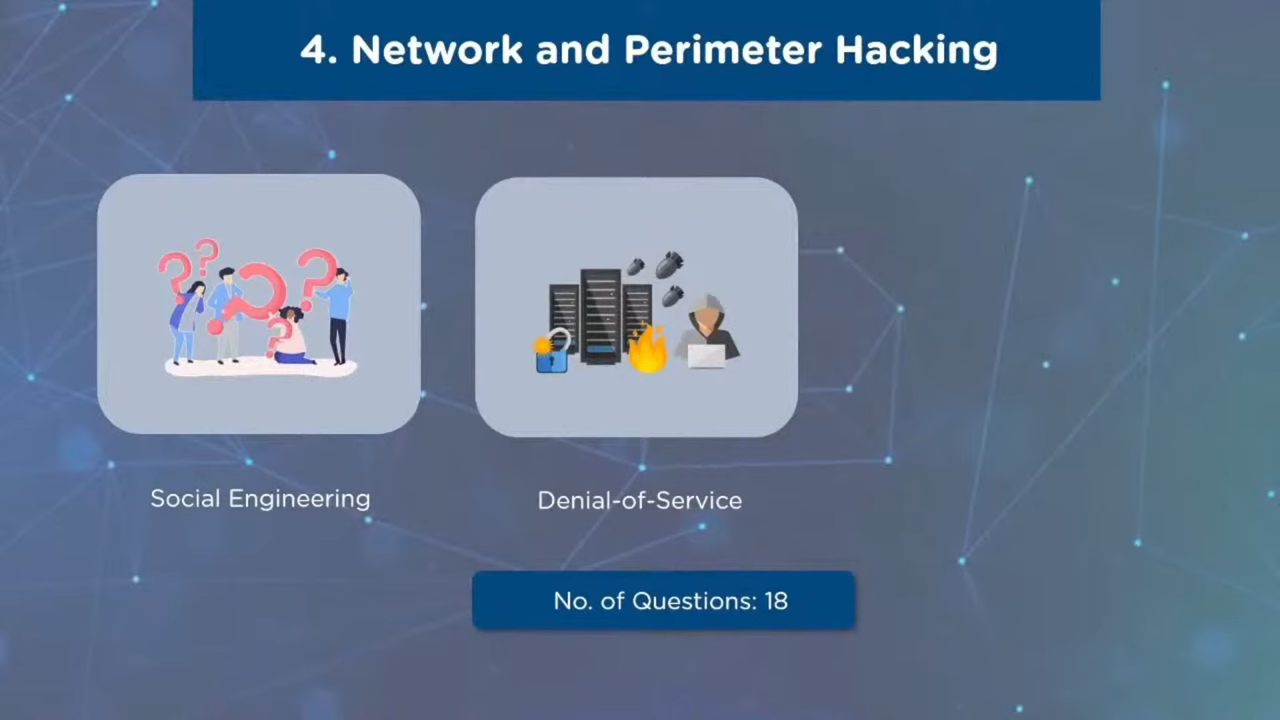 4. Network and Perimeter Hacking
Social Engineering
Denial-of-Service
No. of Questions: 18